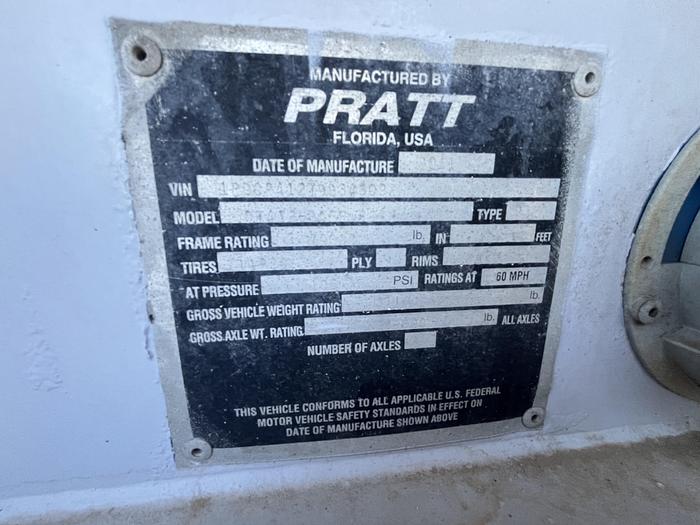 MANUFACTURED BY
PRATT
FLORIDA, USA
DATE OF MANUFACTURE
VIN
MODEL TYPE
FRAME RATING lb. IN FEET
TIRES PLY RIMS
AT PRESSURE PSI RATINGS AT 60 MPH
GROSS VEHICLE WEIGHT RATING lb.
GROSS AXLE WT. RATING lb. ALL AXLES
NUMBER OF AXLES
THIS VEHICLE CONFORMS TO ALL APPLICABLE U.S. FEDERAL
MOTOR VEHICLE SAFETY STANDARDS IN EFFECT ON
DATE OF MANUFACTURE SHOWN ABOVE